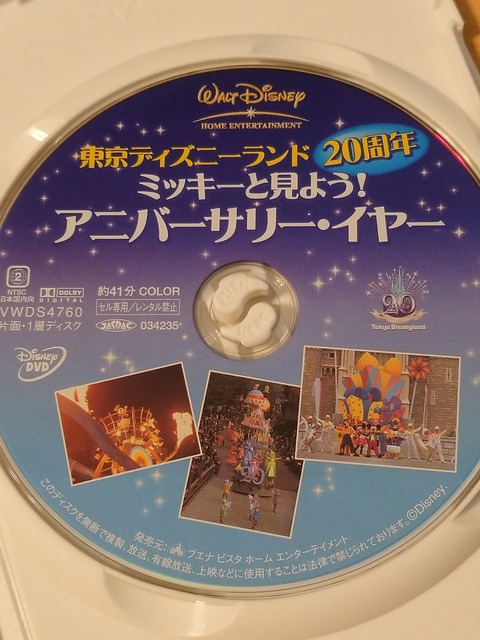 WALT DISNEY
HOME ENTERTAINMENT
東京ディズニーランド 20周年
ミッキーと見よう!
アニバーサリー・イヤー
2
NTSC
日本国内向
DOLBY
DIGITAL
約41分 COLOR
セル専用/レンタル禁止
VWDS4760
JASRAC 034235-
片面・1層ディスク
20
Tokyo Disneyland
Disney
DVD
20
発売元: ブエナ ビスタ ホーム エンターテイメント
このディスクを無断で複製、放送、有線放送、上映などに使用することは法律で禁じられております。©Disney.